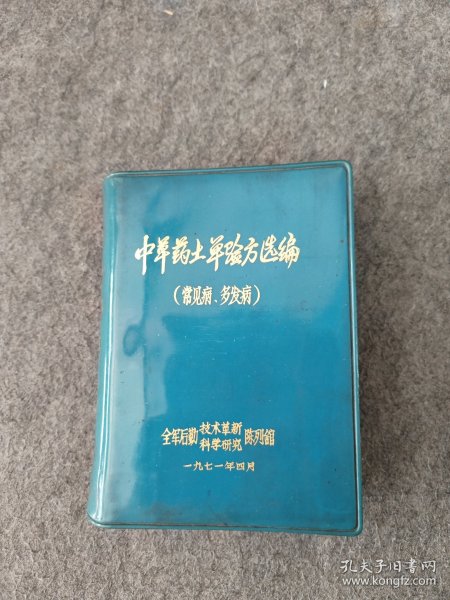 中草药土单验方选编
(常见病、多发病)
全军后勤技术革新科学研究陈列馆
一九七一年四月
孔夫子旧书网
www.kongfz.com